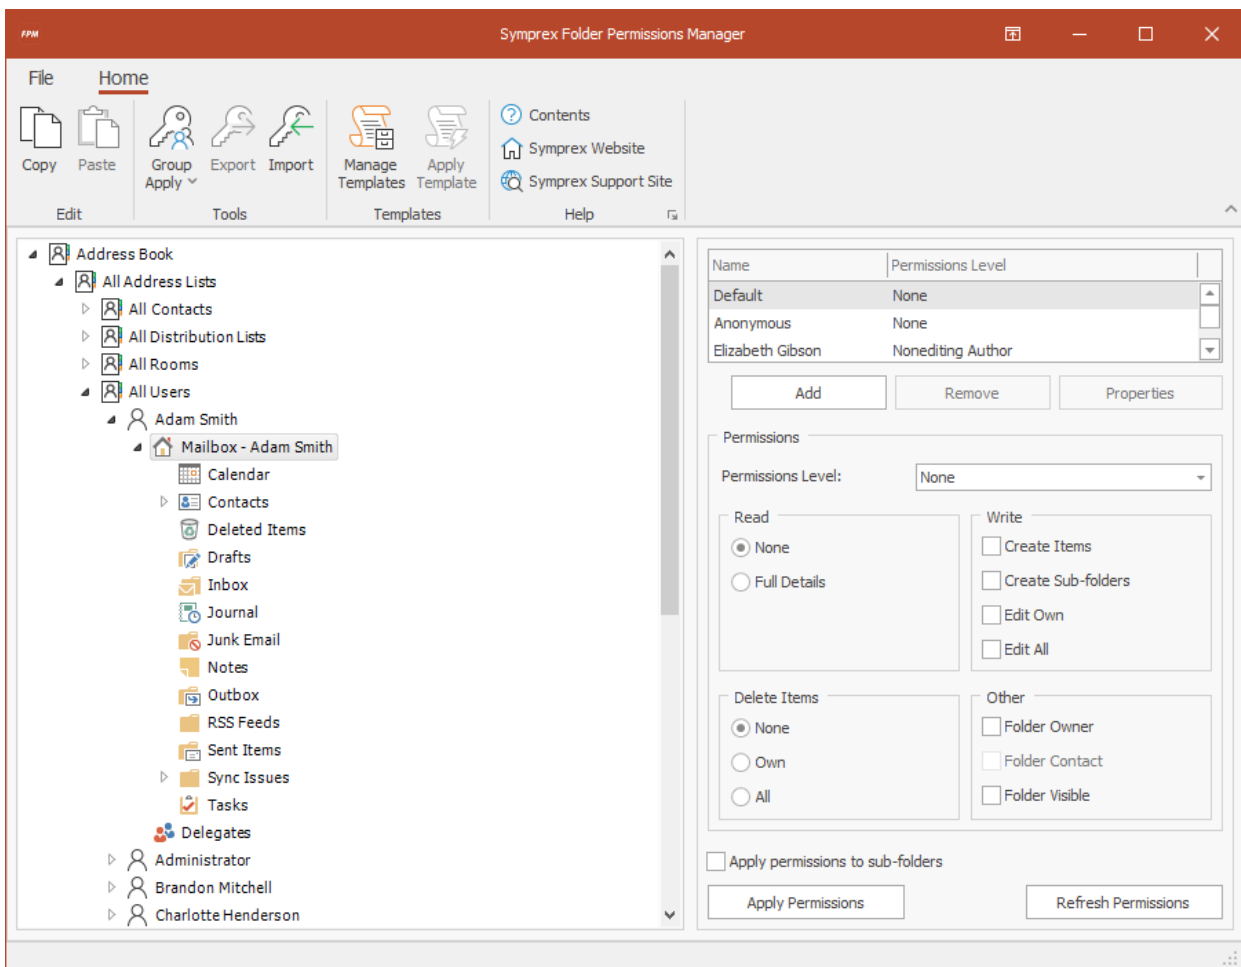 FPM
Symprex Folder Permissions Manager
File Home
Copy Paste Group Apply Export Import Manage Templates Apply Template
Contents
Symprex Website
Symprex Support Site
Edit Tools Templates Help
Address Book
All Address Lists
All Contacts
All Distribution Lists
All Rooms
All Users
Adam Smith
Mailbox - Adam Smith
Calendar
Contacts
Deleted Items
Drafts
Inbox
Journal
Junk Email
Notes
Outbox
RSS Feeds
Sent Items
Sync Issues
Tasks
Delegates
Administrator
Brandon Mitchell
Charlotte Henderson
Name Permissions Level
Default None
Anonymous None
Elizabeth Gibson Nonediting Author
Add Remove Properties
Permissions
Permissions Level: None
Read
None
Full Details
Write
Create Items
Create Sub-folders
Edit Own
Edit All
Delete Items
None
Own
All
Other
Folder Owner
Folder Contact
Folder Visible
Apply permissions to sub-folders
Apply Permissions Refresh Permissions